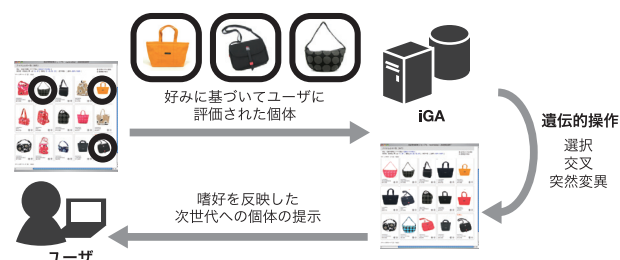 好みに基づいてユーザに
評価された個体
iGA
遺伝的操作
選択
交叉
突然変異
嗜好を反映した
次世代への個体の提示
ユーザ